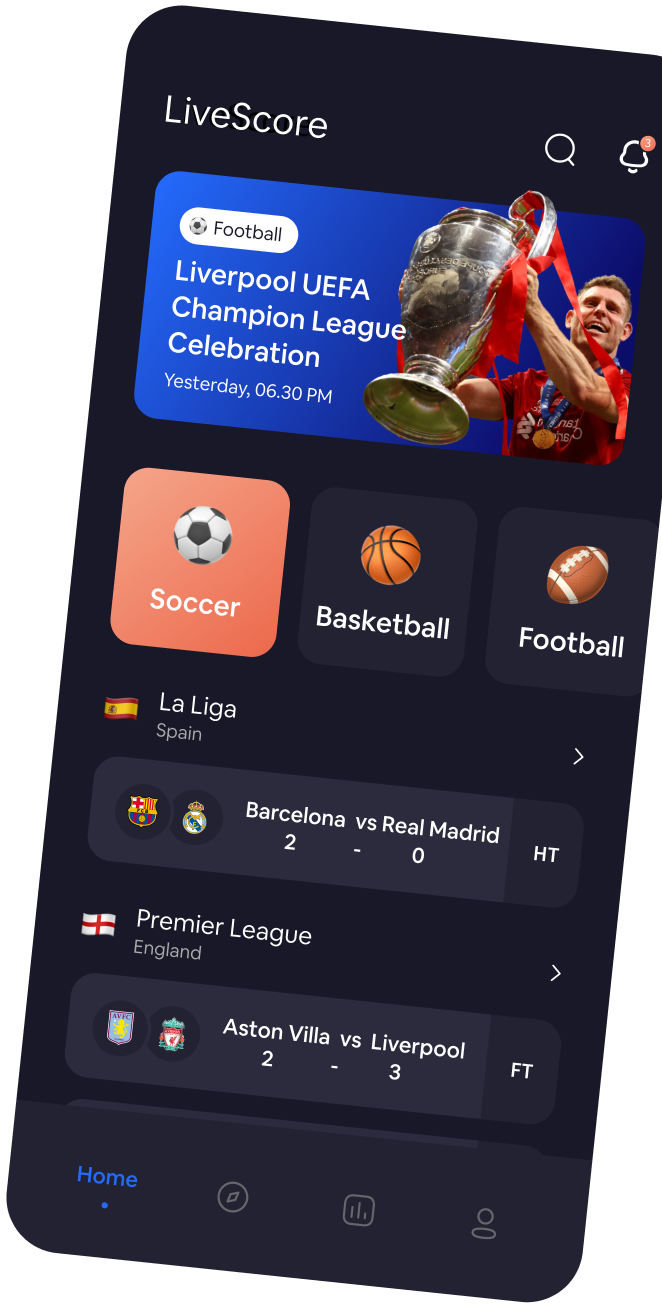 LiveScore
3
Football
Liverpool UEFA
Champion League
Celebration
Yesterday, 06.30 PM
Soccer
Basketball
Football
La Liga
Spain
Barcelona vs Real Madrid
2 - 0
HT
Premier League
England
Aston Villa vs Liverpool
2 - 3
FT
Home